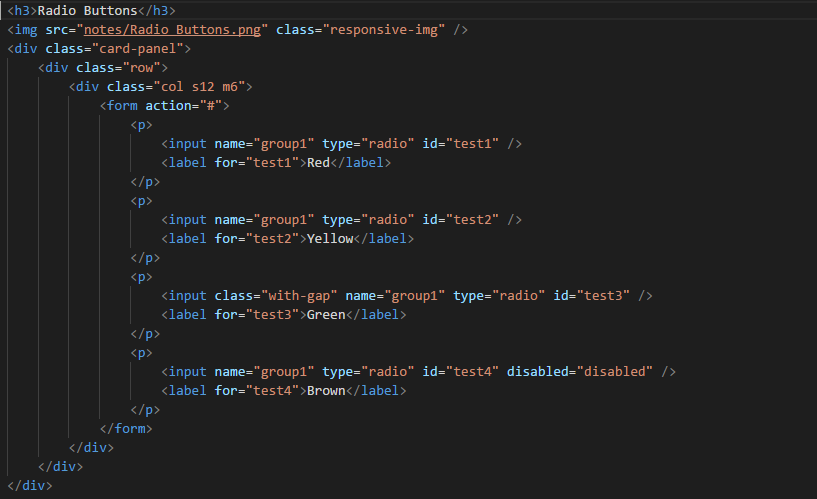 <h3>Radio Buttons</h3>
<img src="notes/Radio Buttons.png" class="responsive-img" />
<div class="card-panel">
    <div class="row">
        <div class="col s12 m6">
            <form action="#">
                <p>
                    <input name="group1" type="radio" id="test1" />
                    <label for="test1">Red</label>
                </p>
                <p>
                    <input name="group1" type="radio" id="test2" />
                    <label for="test2">Yellow</label>
                </p>
                <p>
                    <input class="with-gap" name="group1" type="radio" id="test3" />
                    <label for="test3">Green</label>
                </p>
                <p>
                    <input name="group1" type="radio" id="test4" disabled="disabled" />
                    <label for="test4">Brown</label>
                </p>
            </form>
        </div>
    </div>
</div>